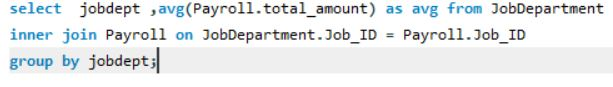 select  jobdept ,avg(Payroll.total_amount) as avg from JobDepartment
inner join Payroll on JobDepartment.Job_ID = Payroll.Job_ID
group by jobdept;